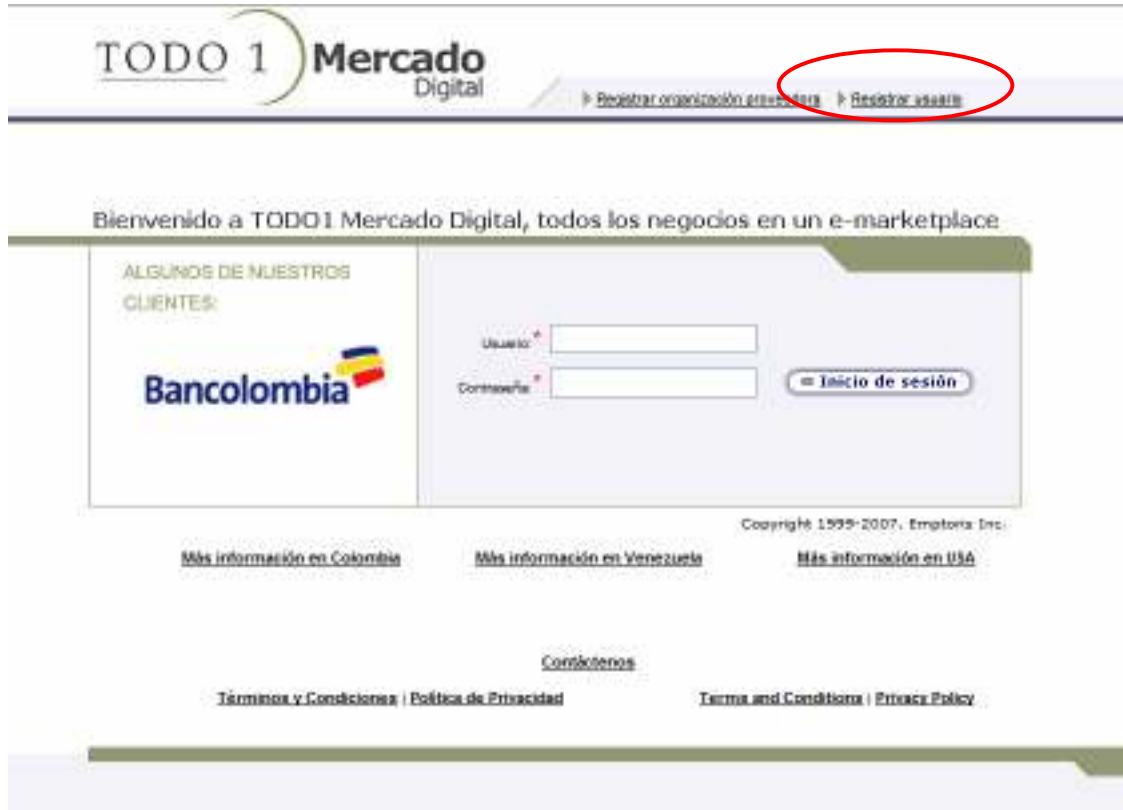 TODO 1 Mercado
Digital
Registrar organización proveedora Registrar usuario
Bienvenido a TODO1 Mercado Digital, todos los negocios en un e-marketplace
ALGUNOS DE NUESTROS
CLIENTES:
Bancolombia
Usuario *
Contraseña *
Inicio de sesión
Copyright 1999-2007. Emptoris Inc.
Más información en Colombia Más información en Venezuela Más información en USA
Contáctenos
Términos y Condiciones | Política de Privacidad Terms and Conditions | Privacy Policy